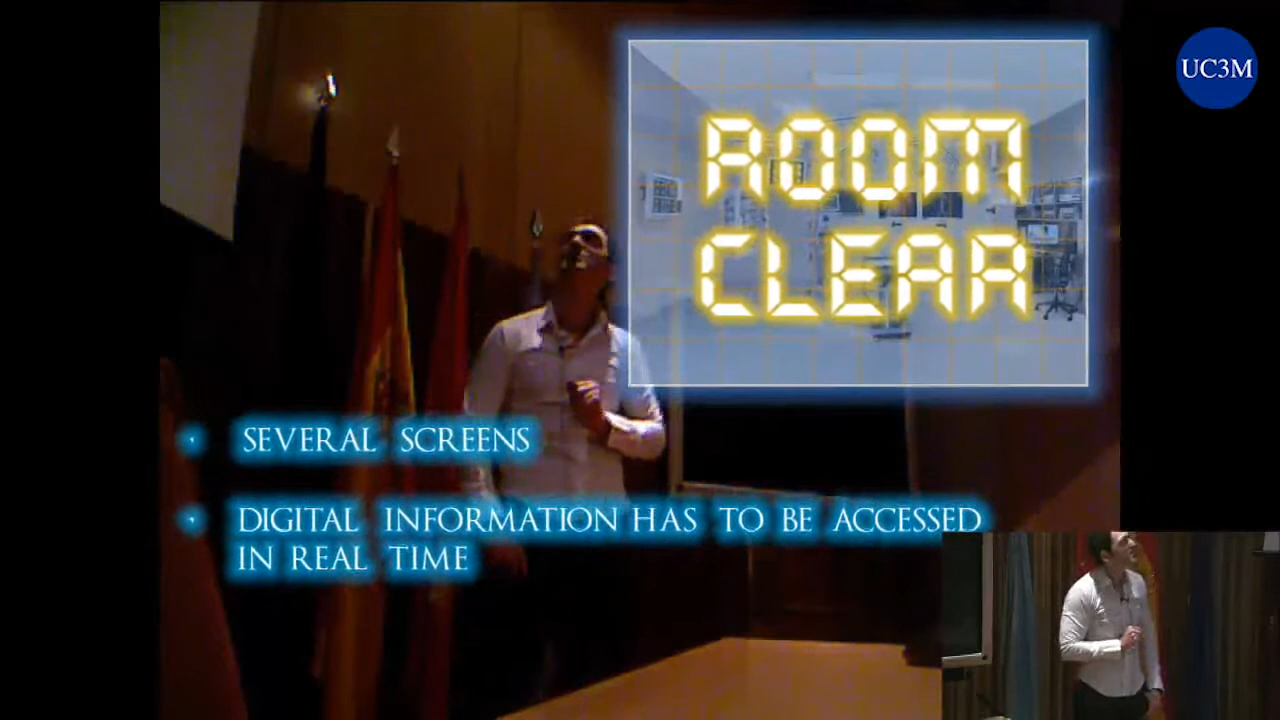 UC3M
ROOM
CLEAR
• SEVERAL SCREENS
• DIGITAL INFORMATION HAS TO BE ACCESSED
IN REAL TIME